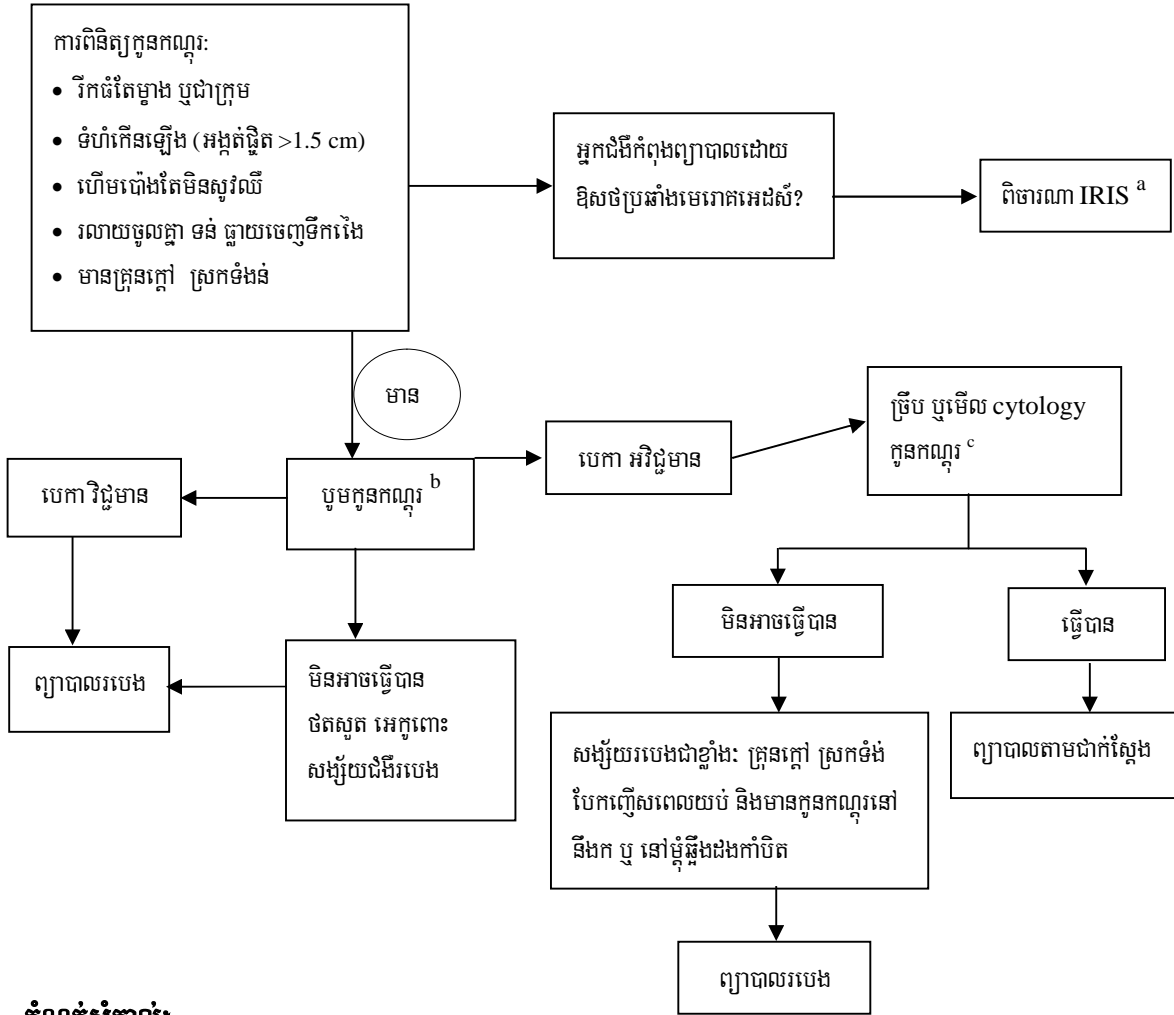 ការពិនិត្យកូនកណ្តុរ:
• រីកធំតែម្ខាង ឬជាក្រុម
• ទំហំកើនឡើង (អង្កត់ផ្ចិត >1.5 cm)
• ហើមប៉ោងតែមិនសូវឈឺ
• រលាយចូលគ្នា ទន់ ធ្លាយចេញទឹករងៃ
• មានគ្រុនក្តៅ ស្រកទំងន់
អ្នកជំងឺកំពុងព្យាបាលដោយ
ឱសថប្រឆាំងមេរោគអេដស៍?
ពិចារណា IRIS a
មាន
ច្រឹប ឬមើល cytology
កូនកណ្តុរ c
បេកា អវិជ្ជមាន
បេកា វិជ្ជមាន
បូមកូនកណ្តុរ b
មិនអាចធ្វើបាន
ធ្វើបាន
ព្យាបាលរបេង
មិនអាចធ្វើបាន
ថតសួត អេកូពោះ
សង្ស័យជំងឺរបេង
សង្ស័យរបេងជាខ្លាំង: គ្រុនក្តៅ ស្រកទំងំ
បែកញើសពេលយប់ និងមានកូនកណ្តុរនៅ
នឹងក ឬ នៅម្តុំឆ្អឹងដងកាំបិត
ព្យាបាលតាមជាក់ស្តែង
ព្យាបាលរបេង